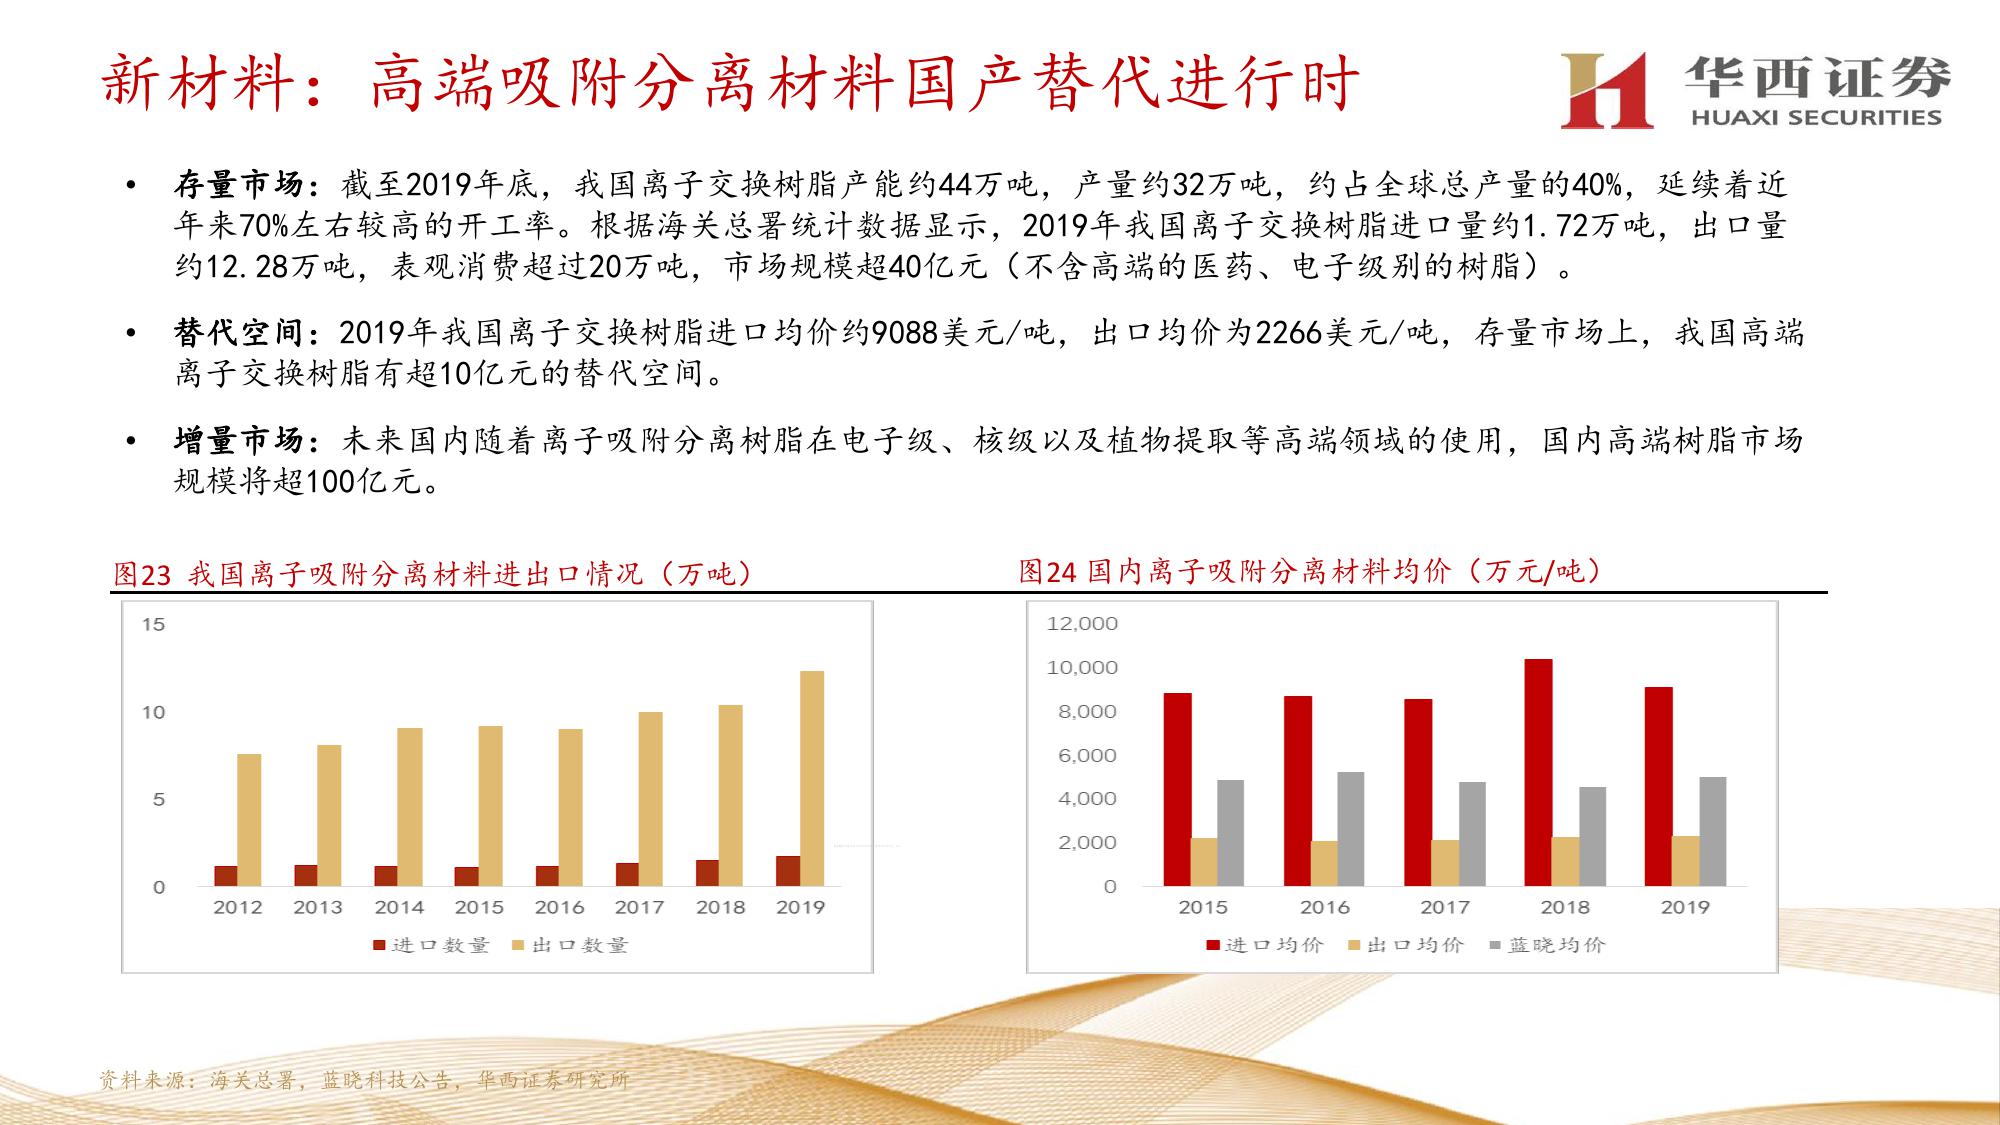 新材料：高端吸附分离材料国产替代进行时
华西证券
HUAXI SECURITIES
• 存量市场：截至2019年底，我国离子交换树脂产能约44万吨，产量约32万吨，约占全球总产量的40%，延续着近
年来70%左右较高的开工率。根据海关总署统计数据显示，2019年我国离子交换树脂进口量约1.72万吨，出口量
约12.28万吨，表观消费超过20万吨，市场规模超40亿元（不含高端的医药、电子级别的树脂）。
• 替代空间：2019年我国离子交换树脂进口均价约9088美元/吨，出口均价为2266美元/吨，存量市场上，我国高端
离子交换树脂有超10亿元的替代空间。
• 增量市场：未来国内随着离子吸附分离树脂在电子级、核级以及植物提取等高端领域的使用，国内高端树脂市场
规模将超100亿元。
图23 我国离子吸附分离材料进出口情况（万吨）
15
10
5
0
2012 2013 2014 2015 2016 2017 2018 2019
进口数量 出口数量
图24 国内离子吸附分离材料均价（万元/吨）
12,000
10,000
8,000
6,000
4,000
2,000
0
2015 2016 2017 2018 2019
进口均价 出口均价 蓝晓均价
资料来源：海关总署，蓝晓科技公告，华西证券研究所